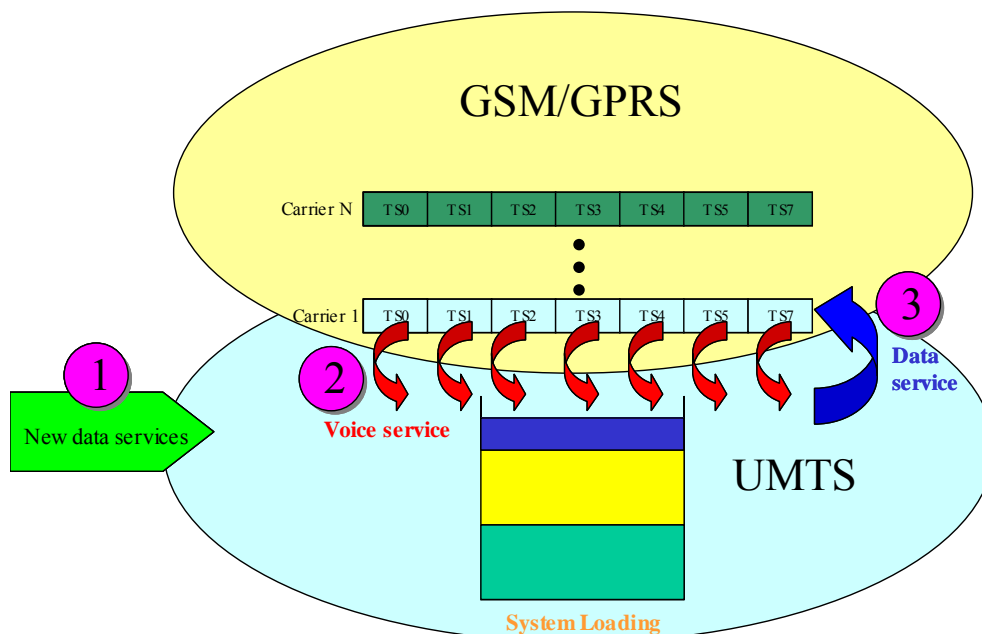 GSM/GPRS
Carrier N TS0 TS1 TS2 TS3 TS4 TS5 TS7
Carrier 1 TS0 TS1 TS2 TS3 TS4 TS5 TS7
3
Data
service
1
2
New data services
Voice service
UMTS
System Loading